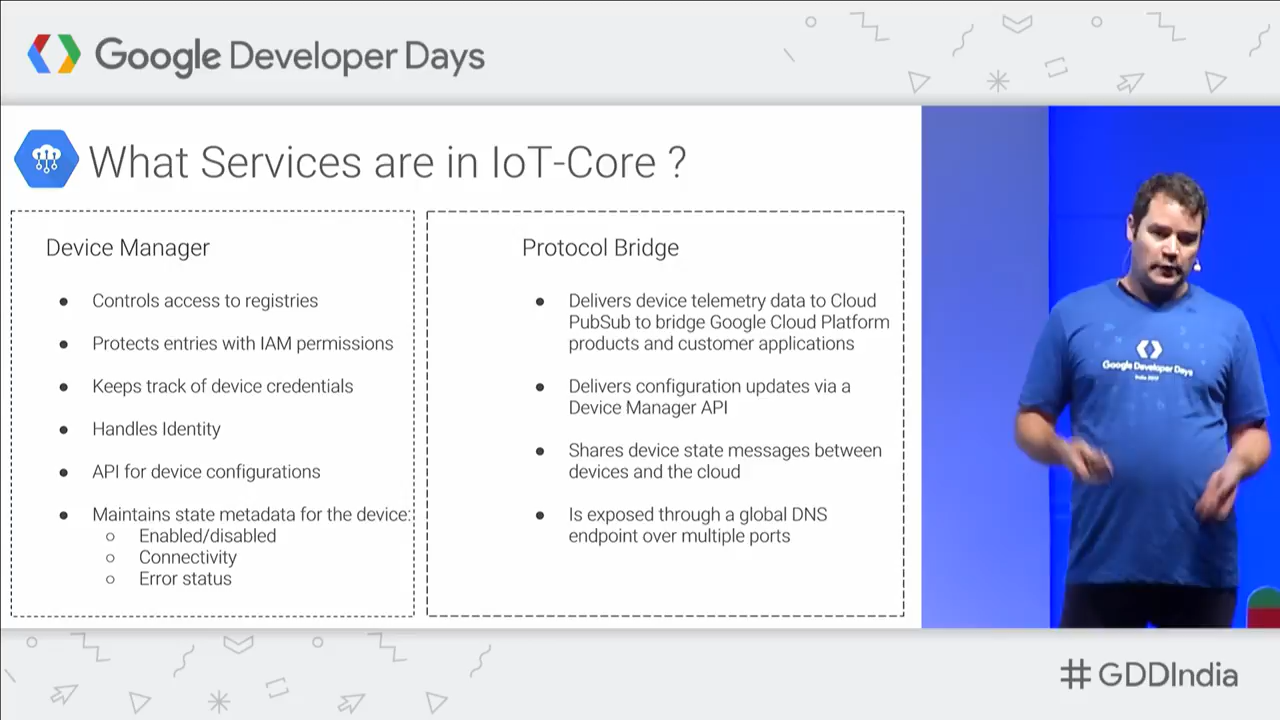 Google Developer Days
What Services are in IoT-Core ?
Device Manager
● Controls access to registries
● Protects entries with IAM permissions
● Keeps track of device credentials
● Handles Identity
● API for device configurations
● Maintains state metadata for the device:
○ Enabled/disabled
○ Connectivity
○ Error status
Protocol Bridge
● Delivers device telemetry data to Cloud
PubSub to bridge Google Cloud Platform
products and customer applications
● Delivers configuration updates via a
Device Manager API
● Shares device state messages between
devices and the cloud
● Is exposed through a global DNS
endpoint over multiple ports
Google Developer Days
India 2017
#GDDIndia